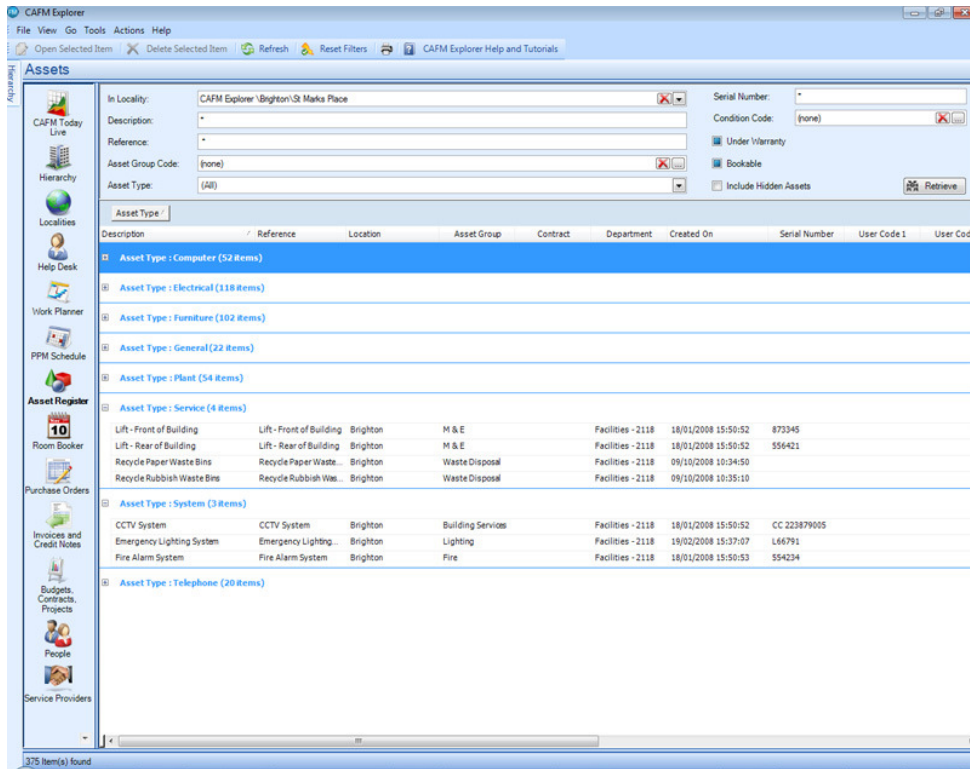 CAFM Explorer
File View Go Tools Actions Help
Open Selected Item Delete Selected Item Refresh Reset Filters CAFM Explorer Help and Tutorials
Hierarchy
Assets
CAFM Today Live
Hierarchy
Localities
Help Desk
Work Planner
PPM Schedule
Asset Register
10
Room Booker
Purchase Orders
Invoices and Credit Notes
Budgets, Contracts, Projects
People
Service Providers
In Locality: CAFM Explorer \Brighton\St Marks Place
Description: *
Reference: *
Asset Group Code: (none)
Asset Type: (All)
Serial Number: *
Condition Code: (none)
Under Warranty
Bookable
Include Hidden Assets
Retrieve
Asset Type
Description Reference Location Asset Group Contract Department Created On Serial Number User Code 1 User Cod
Asset Type : Computer (52 items)
Asset Type : Electrical (118 items)
Asset Type : Furniture (102 items)
Asset Type : General (22 items)
Asset Type : Plant (54 items)
Asset Type : Service (4 items)
Lift - Front of Building Lift - Front of Building Brighton M & E Facilities - 2118 18/01/2008 15:50:52 873345
Lift - Rear of Building Lift - Rear of Building Brighton M & E Facilities - 2118 18/01/2008 15:50:52 556421
Recycle Paper Waste Bins Recycle Paper Waste... Brighton Waste Disposal Facilities - 2118 09/10/2008 10:34:50
Recycle Rubbish Waste Bins Recycle Rubbish Was... Brighton Waste Disposal Facilities - 2118 09/10/2008 10:35:10
Asset Type : System (3 items)
CCTV System CCTV System Brighton Building Services Facilities - 2118 18/01/2008 15:50:52 CC 223879005
Emergency Lighting System Emergency Lighting... Brighton Lighting Facilities - 2118 19/02/2008 15:37:07 L66791
Fire Alarm System Fire Alarm System Brighton Fire Facilities - 2118 18/01/2008 15:50:53 554234
Asset Type : Telephone (20 items)
375 Item(s) found